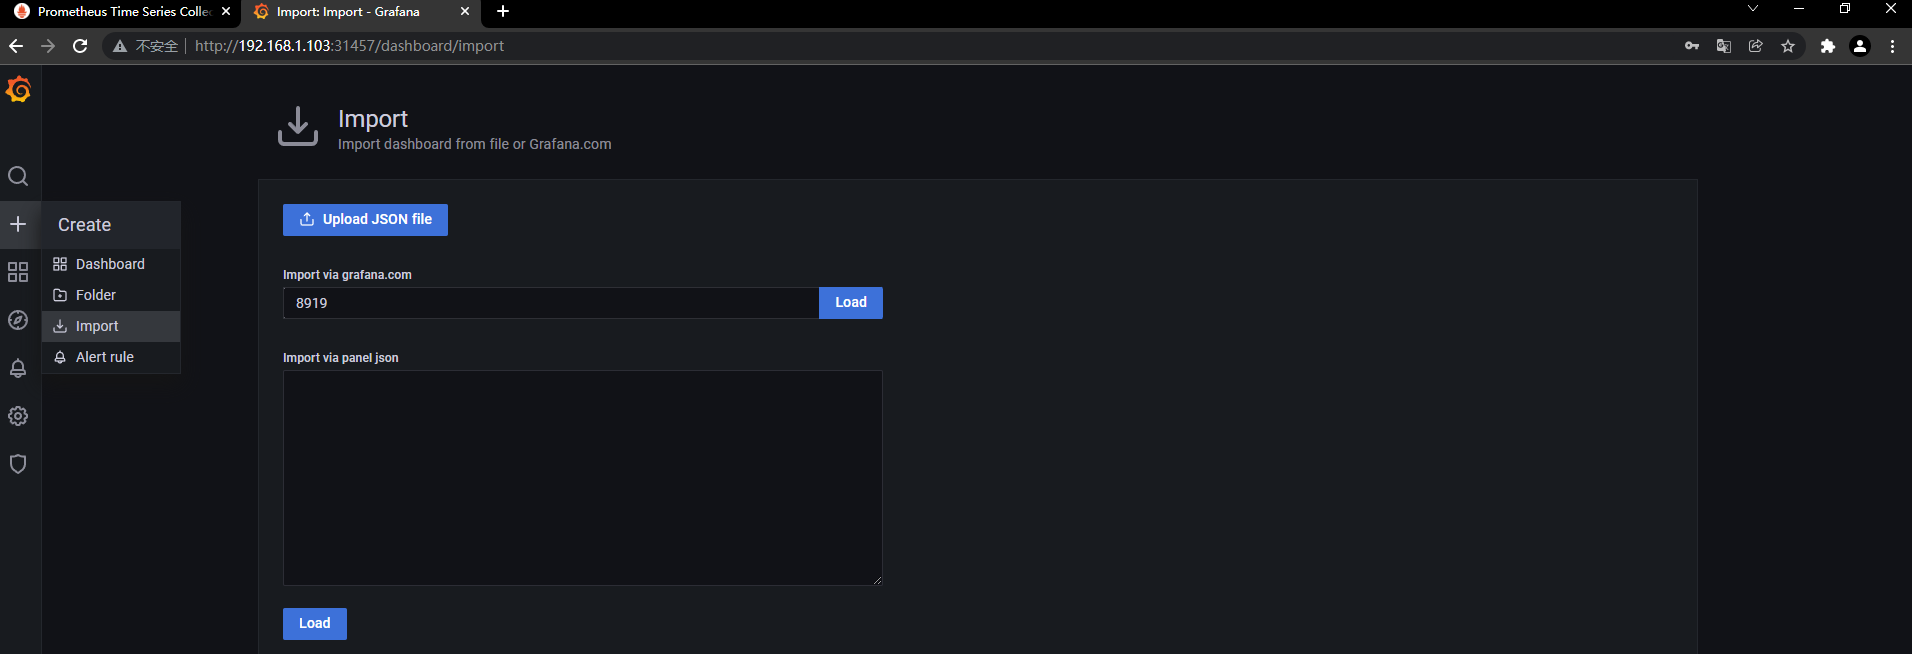 Prometheus Time Series Collec
Import: Import - Grafana
不安全 | http://192.168.1.103:31457/dashboard/import
Import
Import dashboard from file or Grafana.com
Create
Dashboard
Folder
Import
Alert rule
Upload JSON file
Import via grafana.com
8919
Load
Import via panel json
Load